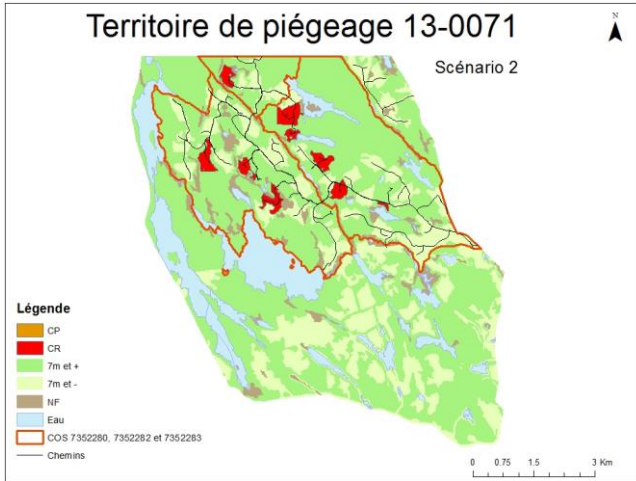 Territoire de piégeage 13-0071
N
Scénario 2
Légende
CP
CR
7m et +
7m et -
NF
Eau
COS 7352280, 7352282 et 7352283
Chemins
0 0.75 1.5 3 Km